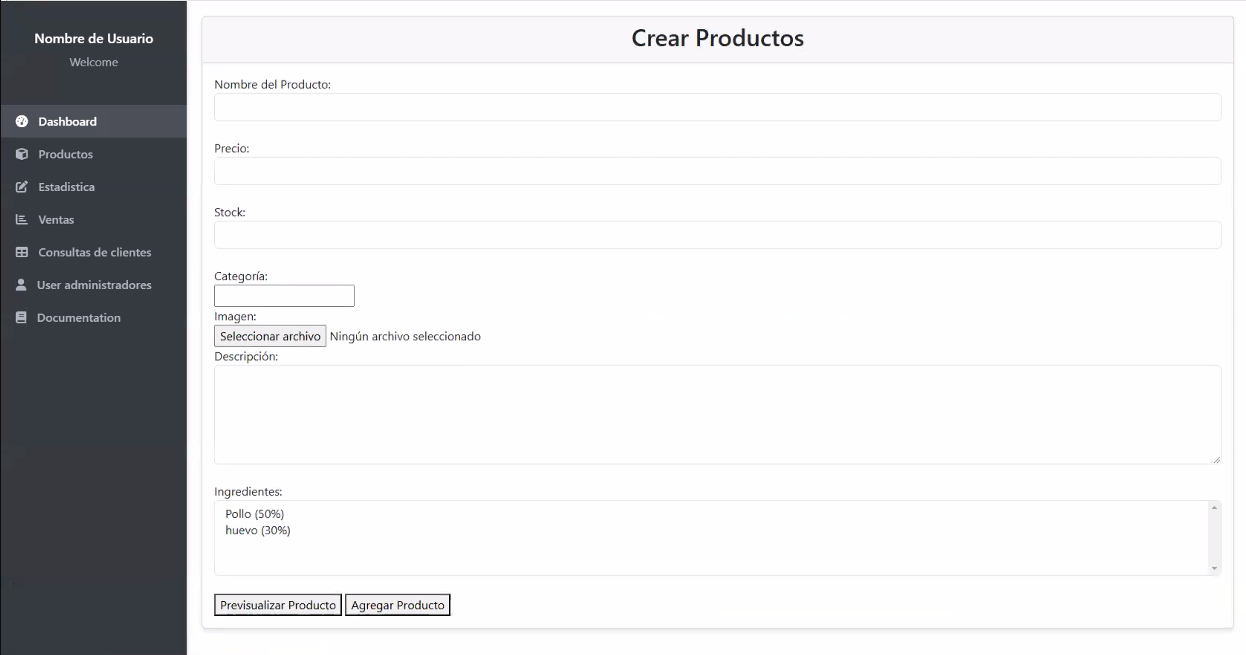 Nombre de Usuario
Welcome
Dashboard
Productos
Estadistica
Ventas
Consultas de clientes
User administradores
Documentation
Crear Productos
Nombre del Producto:
Precio:
Stock:
Categoría:
Imagen:
Seleccionar archivo Ningún archivo seleccionado
Descripción:
Ingredientes:
Pollo (50%)
huevo (30%)
Previsualizar Producto Agregar Producto